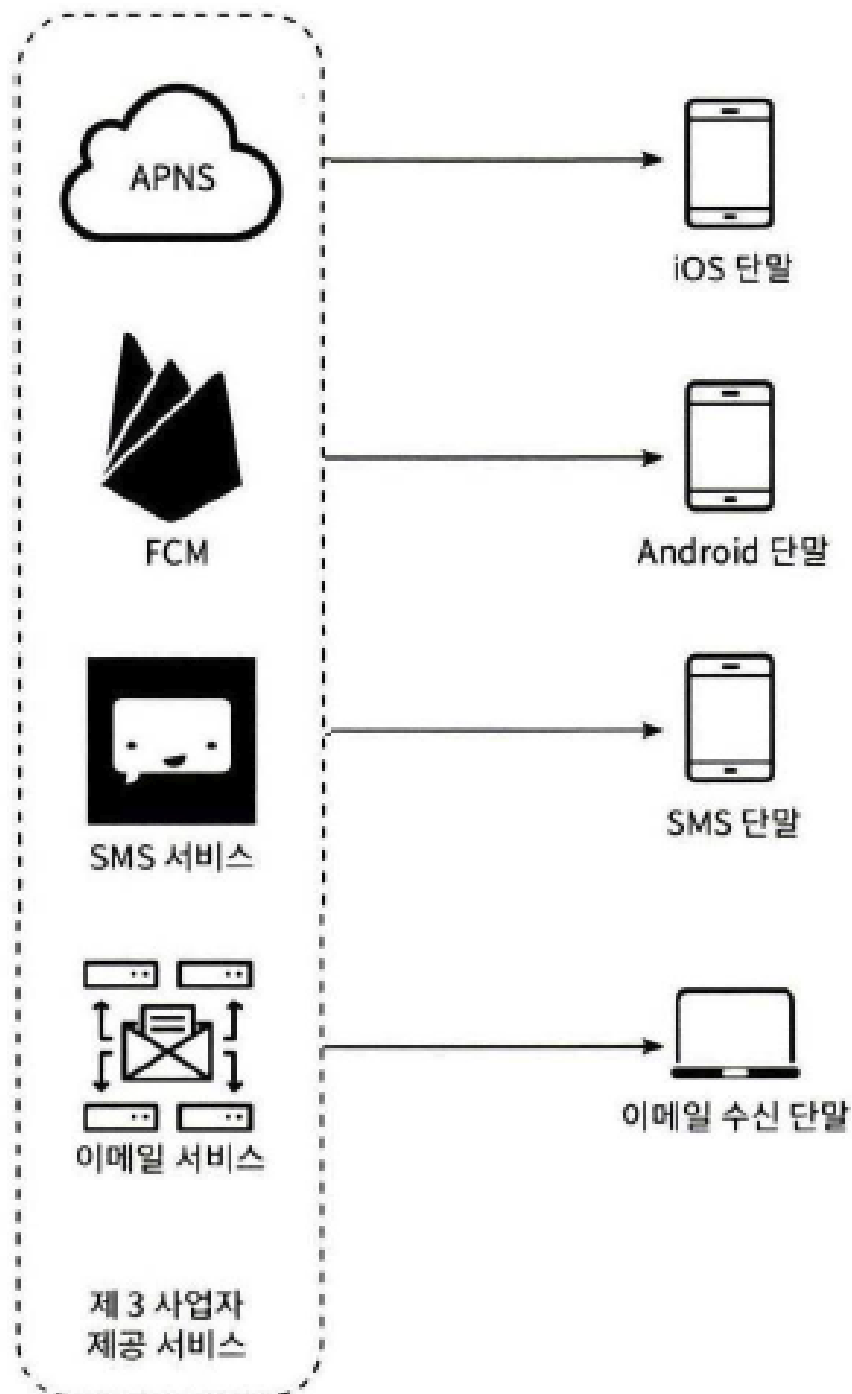 APNS
iOS 단말
FCM
Android 단말
SMS 서비스
SMS 단말
이메일 서비스
이메일 수신 단말
제 3 사업자
제공 서비스